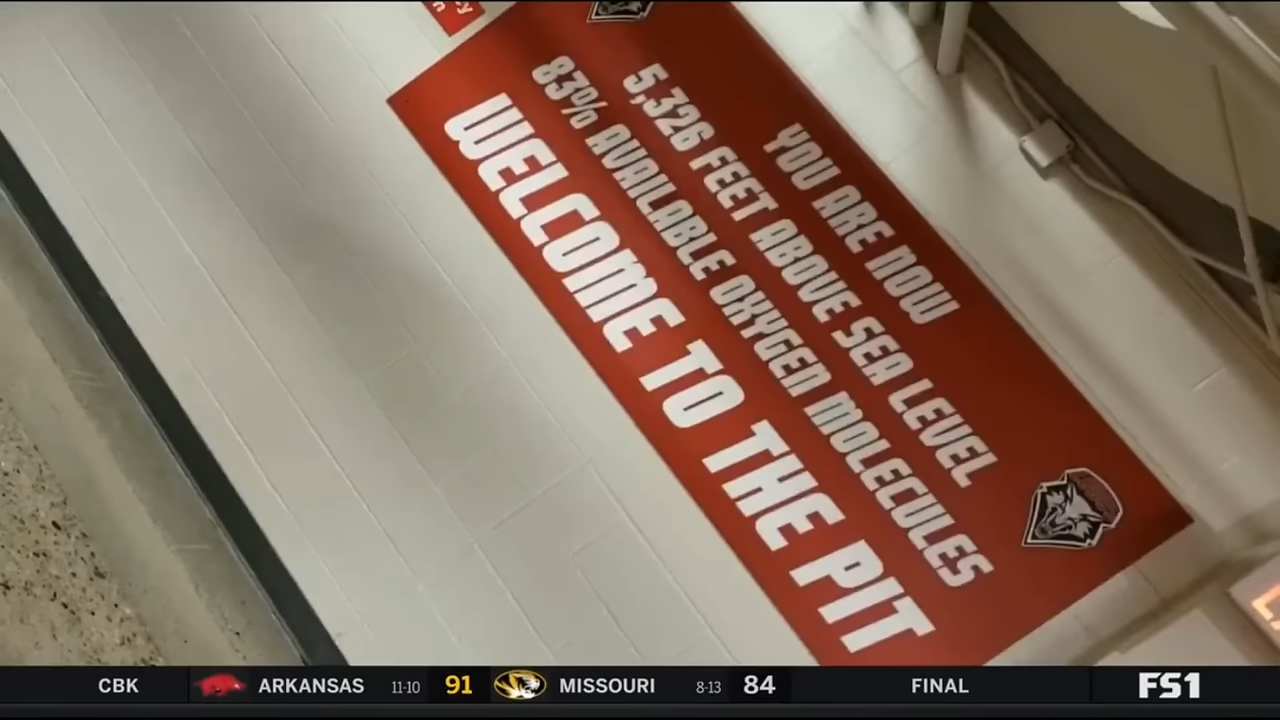 YOU ARE NOW
5,326 FEET ABOVE SEA LEVEL
83% AVAILABLE OXYGEN MOLECULES
WELCOME TO THE PIT
CBK ARKANSAS 11-10 91 MISSOURI 8-13 84 FINAL FS1